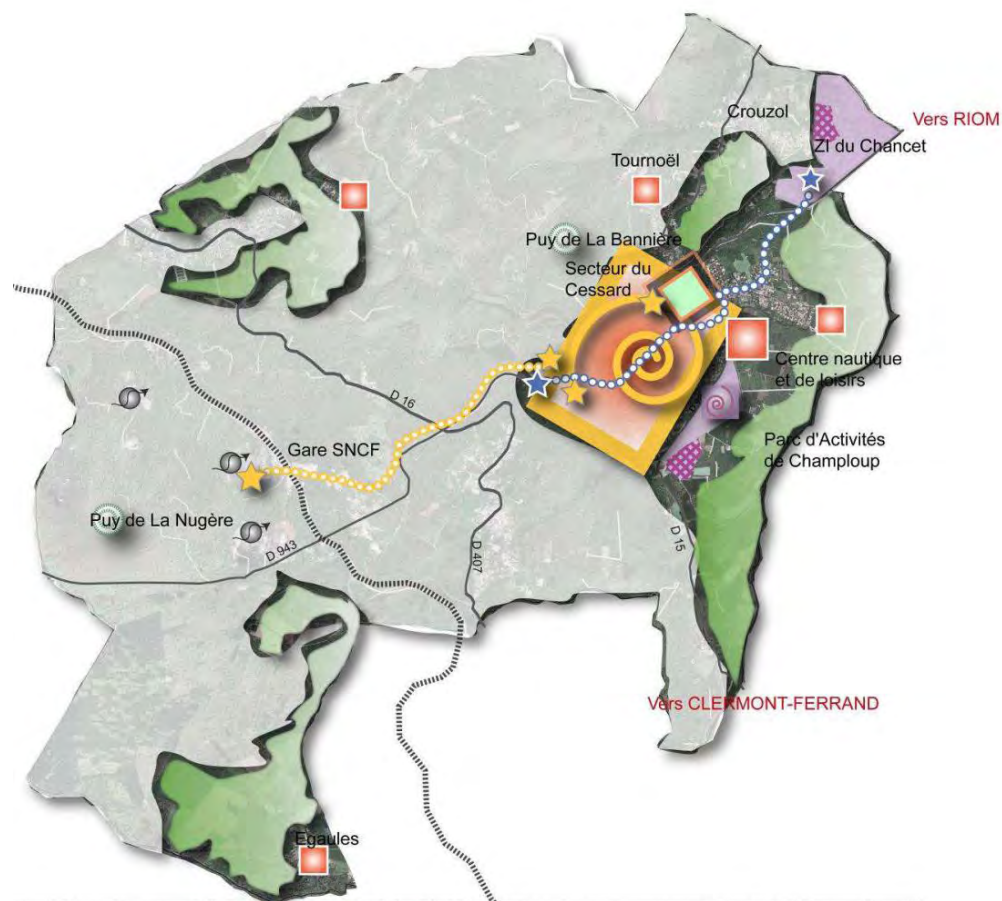 Crouzol
Vers RIOM
ZI du Chancet
Tournoël
Puy de La Bannière
Secteur du
Cessard
Centre nautique
et de loisirs
D 16
Gare SNCF
Parc d'Activités
de Champloup
Puy de La Nugère
D 943
D 407
D 15
Vers CLERMONT-FERRAND
Egaules